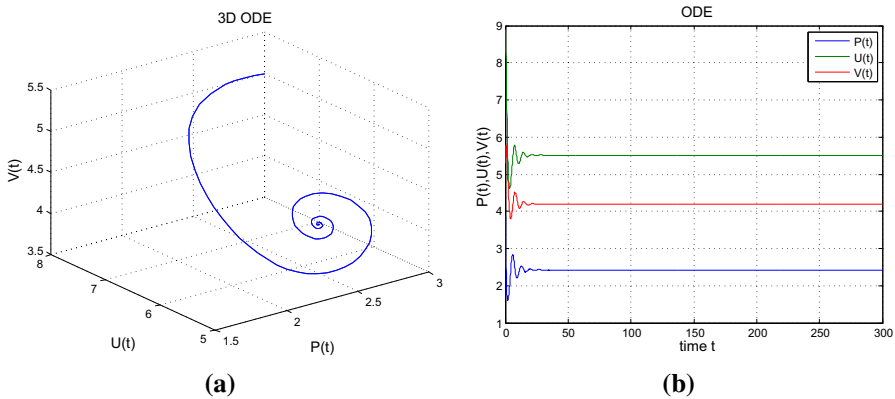 3D ODE
5.5
5
4.5
4
3.5
V(t)
8
7
6
5
U(t)
1.5
2
2.5
3
P(t)
(a)
ODE
9
8
7
6
5
4
3
2
1
P(t),U(t),V(t)
P(t)
U(t)
V(t)
0
50
100
150
200
250
300
time t
(b)